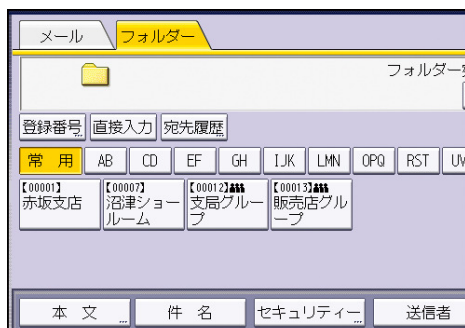 メール フォルダー
フォルダー宛
登録番号 直接入力 宛先履歴
常用 AB CD EF GH IJK LMN OPQ RST UV
【00001】 【00007】 【00012】 【00013】
赤坂支店 沼津ショー 支局グルー 販売店グル
ルーム プ ープ
本文 件名 セキュリティー 送信者